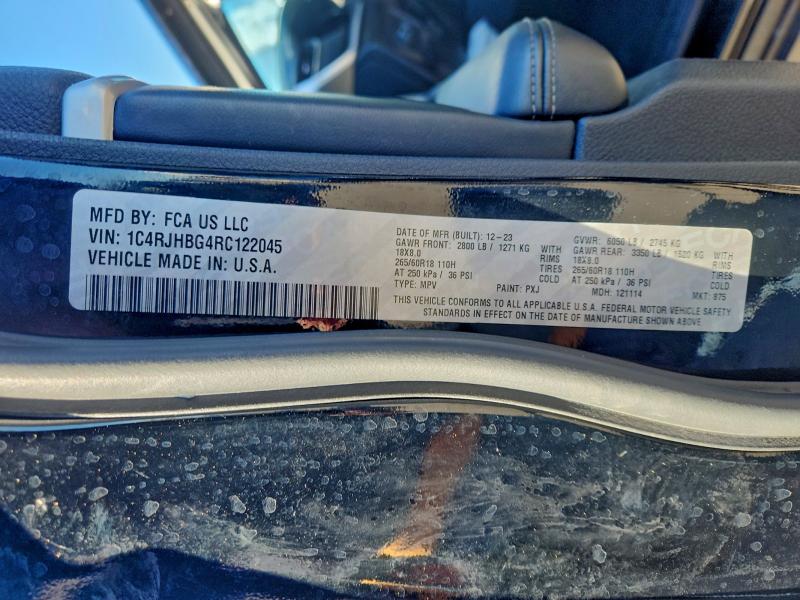 MFD BY: FCA US LLC
VIN: 1C4RJHBG4RC122045
VEHICLE MADE IN: U.S.A.
DATE OF MFR (BUILT): 12-23
GAWR FRONT: 2800 LB / 1271 KG WITH
18X8.0 RIMS
265/60R18 110H TIRES
AT 250 kPa / 36 PSI COLD
TYPE: MPV
GVWR: 6050 LB / 2745 KG
GAWR REAR: 3350 LB / 1520 KG WITH
18X8.0 RIMS
265/60R18 110H TIRES
AT 250 kPa / 36 PSI COLD
PAINT: PXJ MDH: 121114 MKT: 875
THIS VEHICLE CONFORMS TO ALL APPLICABLE U.S.A. FEDERAL MOTOR VEHICLE SAFETY
STANDARDS IN EFFECT ON THE DATE OF MANUFACTURE SHOWN ABOVE